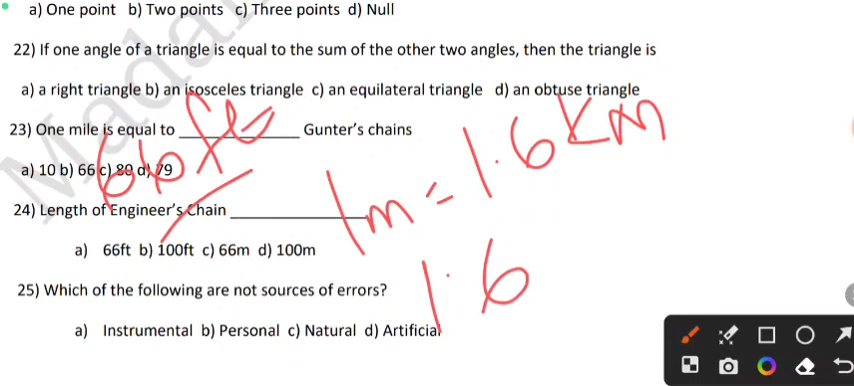 a) One point b) Two points c) Three points d) Null
22) If one angle of a triangle is equal to the sum of the other two angles, then the triangle is
a) a right triangle b) an isosceles triangle c) an equilateral triangle d) an obtuse triangle
23) One mile is equal to ____________ Gunter's chains
66ft
1m = 1.6Km
a) 10 b) 66 c) 80 d) 79
24) Length of Engineer's Chain ______________
a) 66ft b) 100ft c) 66m d) 100m
1.6
25) Which of the following are not sources of errors?
a) Instrumental b) Personal c) Natural d) Artificial